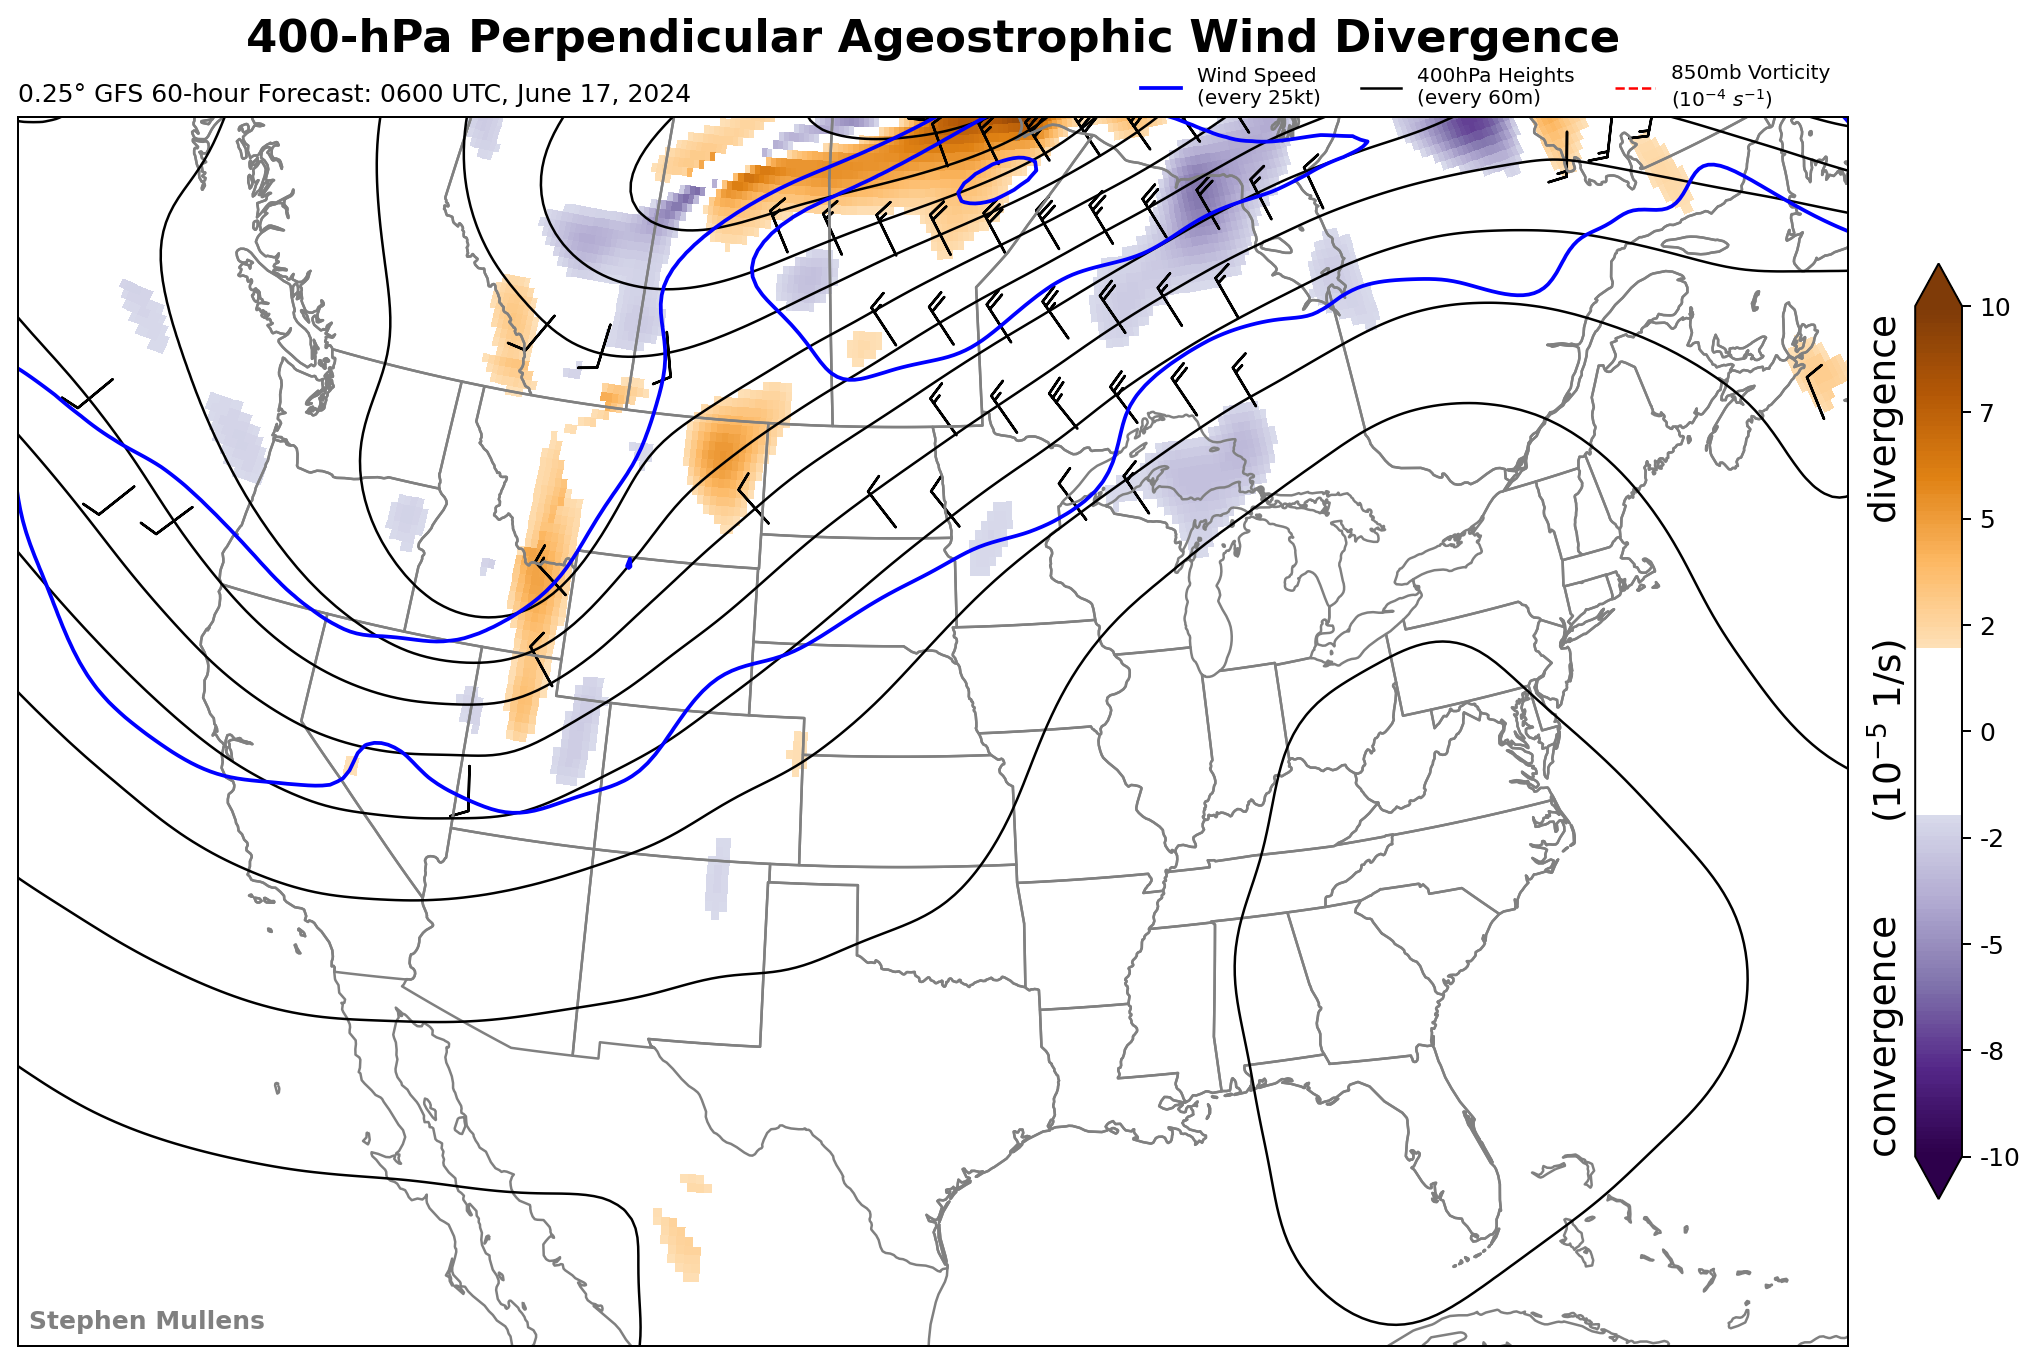 400-hPa Perpendicular Ageostrophic Wind Divergence
0.25° GFS 60-hour Forecast: 0600 UTC, June 17, 2024
Wind Speed
(every 25kt)
400hPa Heights
(every 60m)
850mb Vorticity
(10⁻⁴ s⁻¹)
10
7
5
2
0
-2
-5
-8
-10
convergence (10⁻⁵ 1/s) divergence
Stephen Mullens